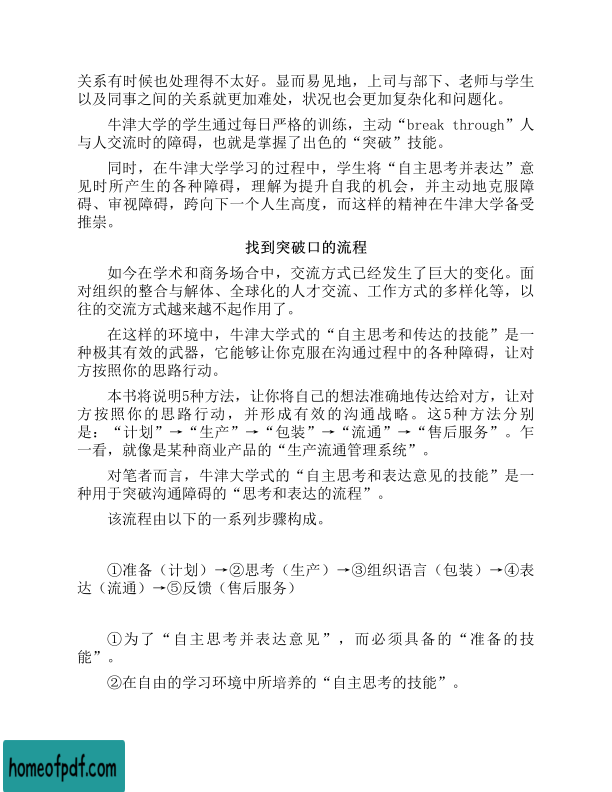 关系有时候也处理得不太好。显而易见地，上司与部下、老师与学生
以及同事之间的关系就更加难处，状况也会更加复杂化和问题化。
牛津大学的学生通过每日严格的训练，主动“break through”人
与人交流时的障碍，也就是掌握了出色的“突破”技能。
同时，在牛津大学学习的过程中，学生将“自主思考并表达”意
见时所产生的各种障碍，理解为提升自我的机会，并主动地克服障
碍、审视障碍，跨向下一个人生高度，而这样的精神在牛津大学备受
推崇。
找到突破口的流程
如今在学术和商务场合中，交流方式已经发生了巨大的变化。面
对组织的整合与解体、全球化的人才交流、工作方式的多样化等，以
往的交流方式越来越不起作用了。
在这样的环境中，牛津大学式的“自主思考和传达的技能”是一
种极其有效的武器，它能够让你克服在沟通过程中的各种障碍，让对
方按照你的思路行动。
本书将说明5种方法，让你将自己的想法准确地传达给对方，让对
方按照你的思路行动，并形成有效的沟通战略。这5种方法分别
是：“计划”→“生产”→“包装”→“流通”→“售后服务”。乍
一看，就像是某种商业产品的“生产流通管理系统”。
对笔者而言，牛津大学式的“自主思考和表达意见的技能”是一
种用于突破沟通障碍的“思考和表达的流程”。
该流程由以下的一系列步骤构成。
①准备（计划）→②思考（生产）→③组织语言（包装）→④表
达（流通）→⑤反馈（售后服务）
①为了“自主思考并表达意见”，而必须具备的“准备的技
能”。
②在自由的学习环境中所培养的“自主思考的技能”。
homeofpdf.com